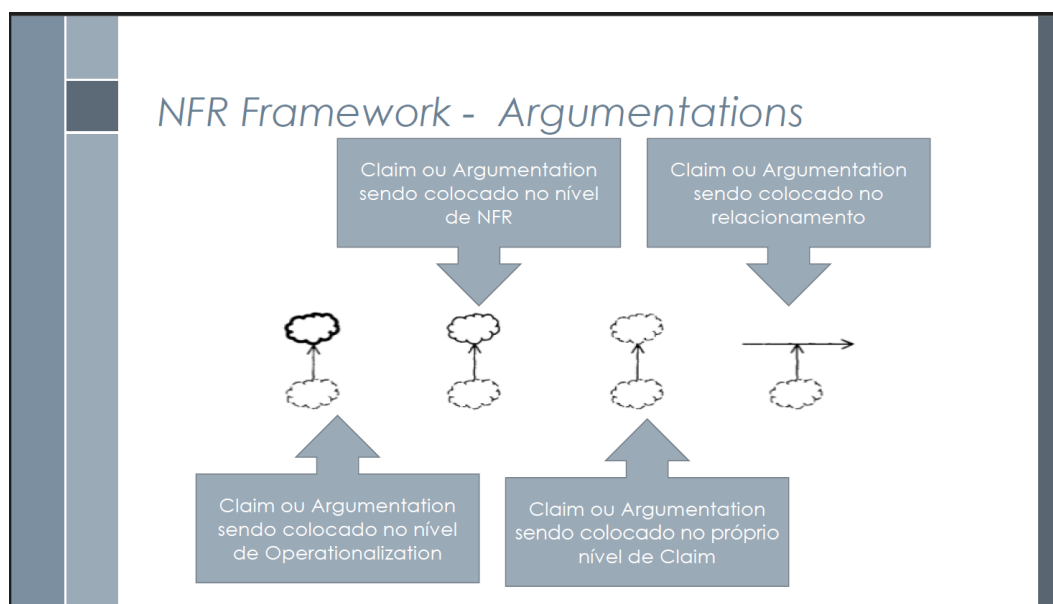 NFR Framework - Argumentations
Claim ou Argumentation
sendo colocado no nível
de NFR
Claim ou Argumentation
sendo colocado no
relacionamento
Claim ou Argumentation
sendo colocado no nível
de Operationalization
Claim ou Argumentation
sendo colocado no próprio
nível de Claim